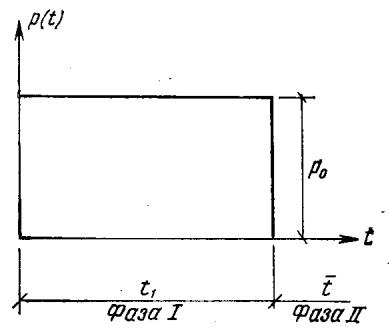 p(t)
p₀
t
t₁
t̄
Фаза I
Фаза II